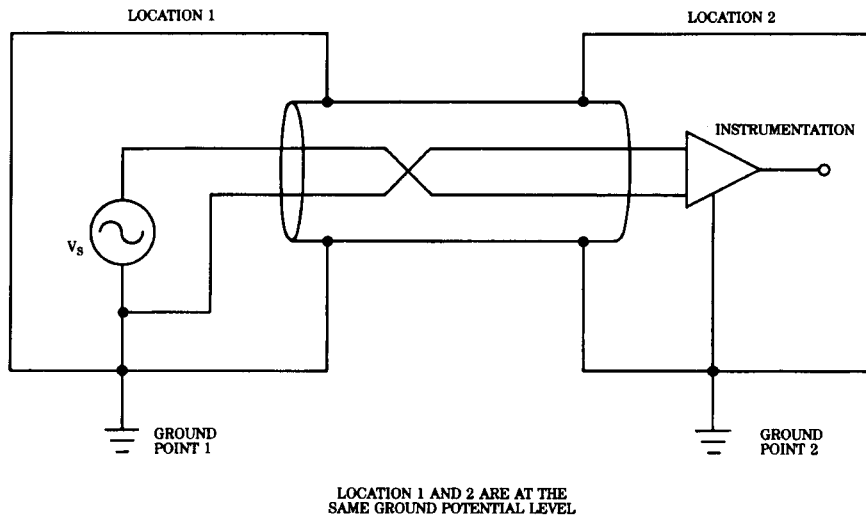 LOCATION 1
LOCATION 2
INSTRUMENTATION
VS
GROUND
POINT 1
GROUND
POINT 2
LOCATION 1 AND 2 ARE AT THE
SAME GROUND POTENTIAL LEVEL